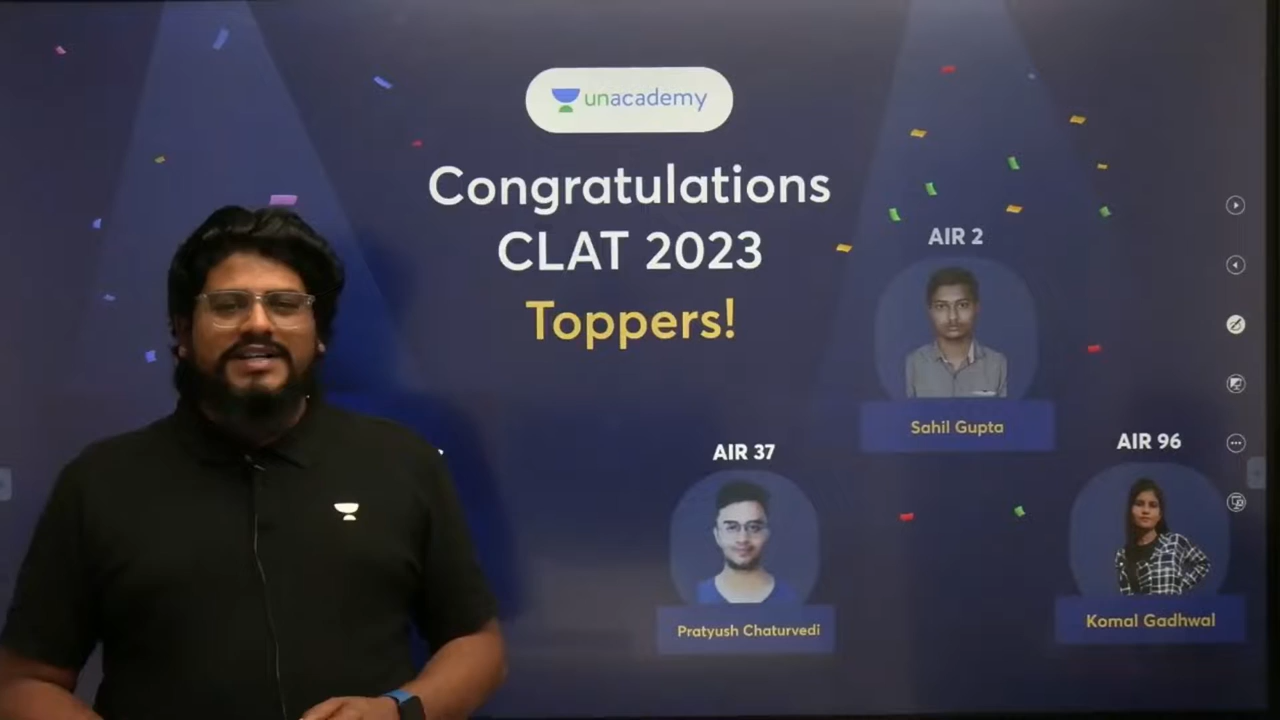 unacademy
Congratulations
CLAT 2023
Toppers!
AIR 2
Sahil Gupta
AIR 37
Pratyush Chaturvedi
AIR 96
Komal Gadhwal